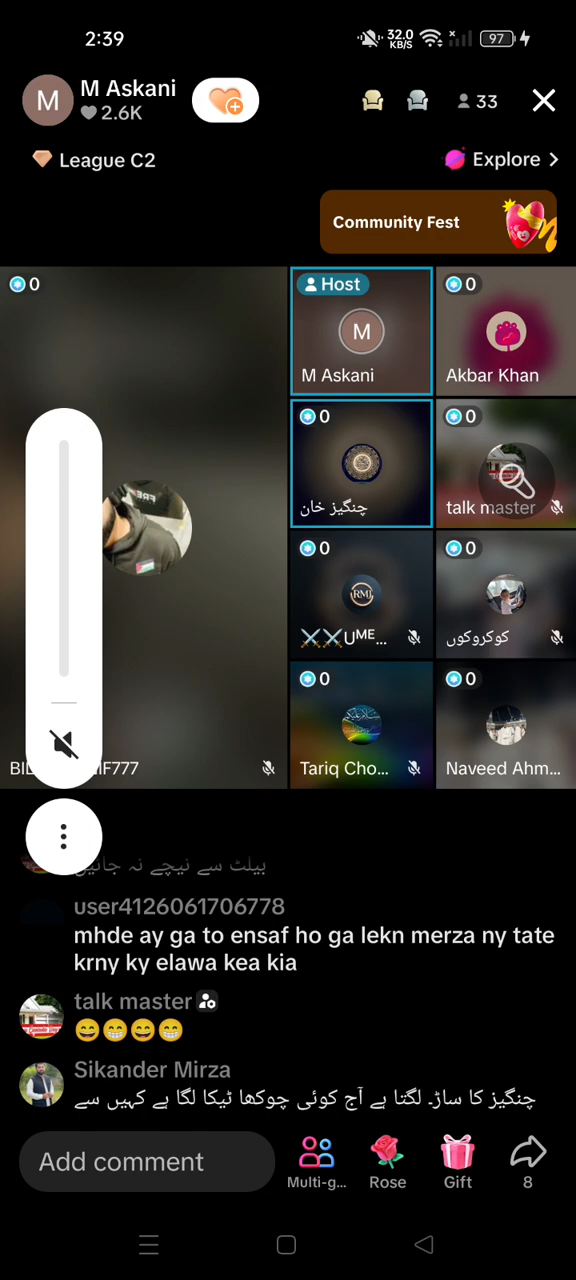 2:39
32.0
KB/S
97
M
M Askani
2.6K
33
League C2
Explore
Community Fest
0
Host
M
M Askani
0
Akbar Khan
0
چنگیز خان
0
talk master
0
RM
⚔️⚔️Uᴹᴱ...
0
کوکروکوں
0
Tariq Cho...
0
Naveed Ahm...
FREE
F777
بیلٹ سے نیچے نہ جائیں
user4126061706778
mhde ay ga to ensaf ho ga lekn merza ny tate
krny ky elawa kea kia
talk master
😄😁😄😁
Sikander Mirza
چنگیز کا ساڑ۔ لگتا ہے آج کوئی چوکھا ٹیکا لگا ہے کہیں سے
Add comment
Multi-g...
Rose
Gift
8